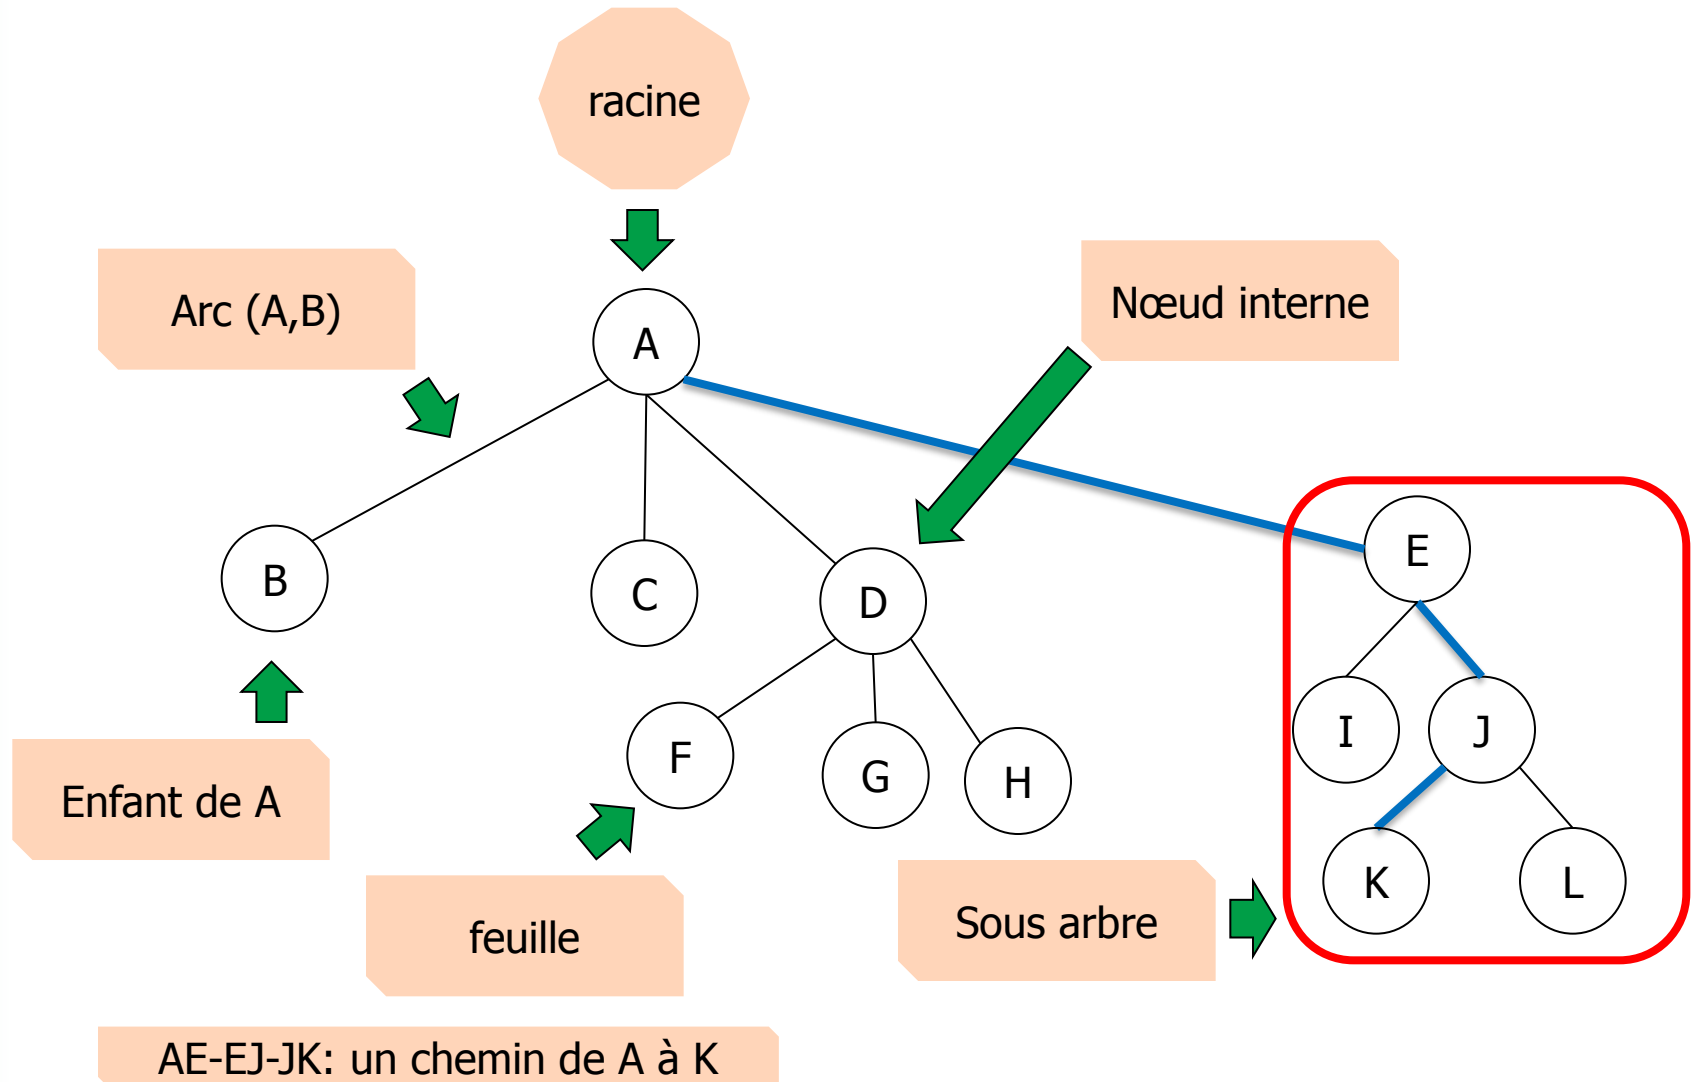 racine
Arc (A,B)
Nœud interne
A
B
C
D
E
F
G
H
I
J
K
L
Enfant de A
feuille
Sous arbre
AE-EJ-JK: un chemin de A à K